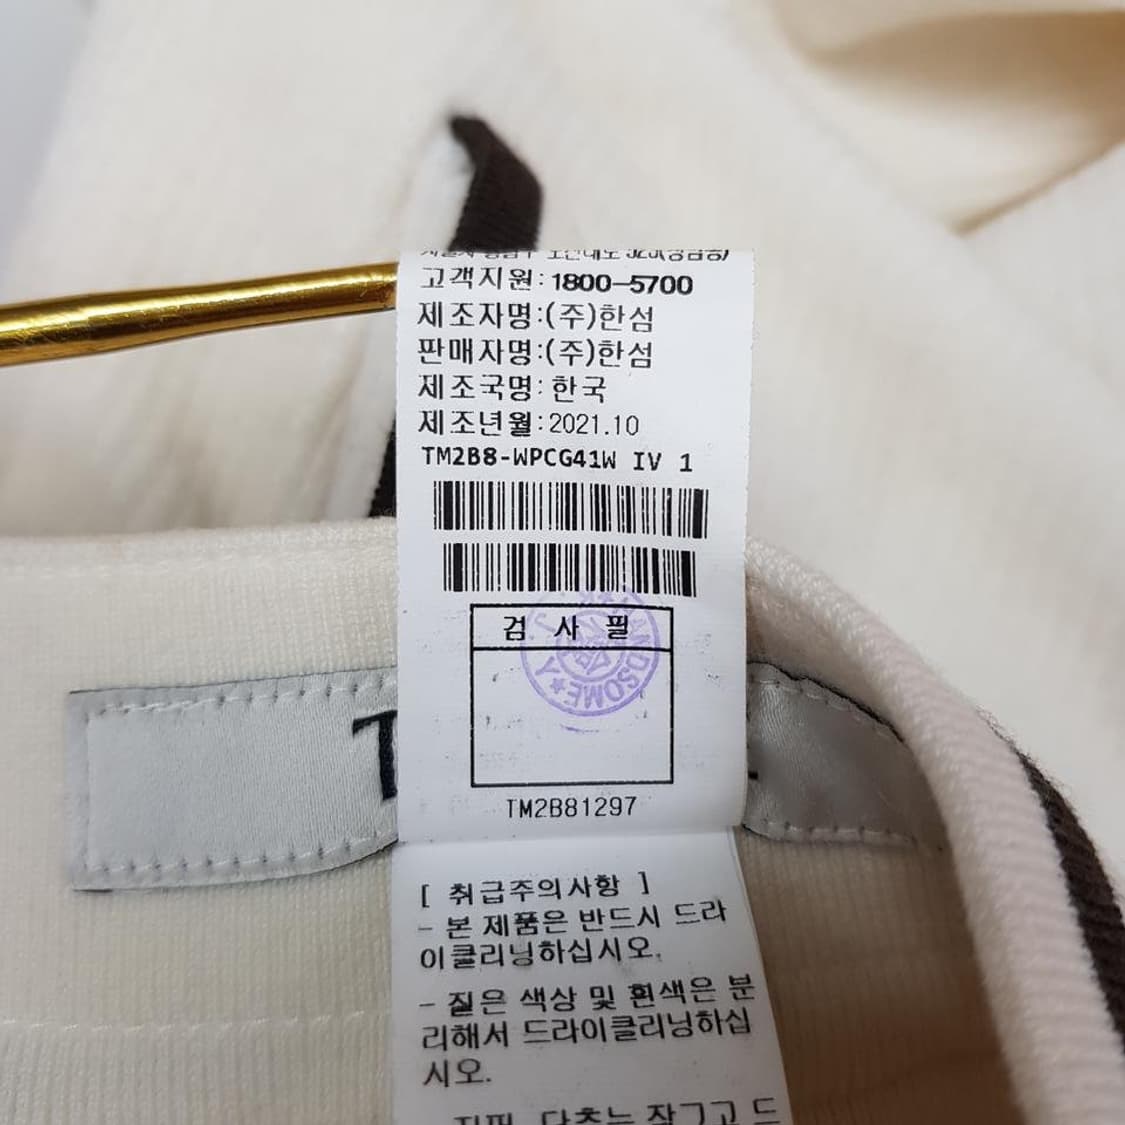 고객지원:1800-5700
제조자명:(주)한섬
판매자명:(주)한섬
제조국명:한국
제조년월:2021.10
TM2B8-WPCG41W IV 1
검 사 필
HANDSOME
TM2B81297
T
[ 취급주의사항 ]
- 본 제품은 반드시 드라
이클리닝하십시오.
- 짙은 색상 및 흰색은 분
리해서 드라이클리닝하십
시오.